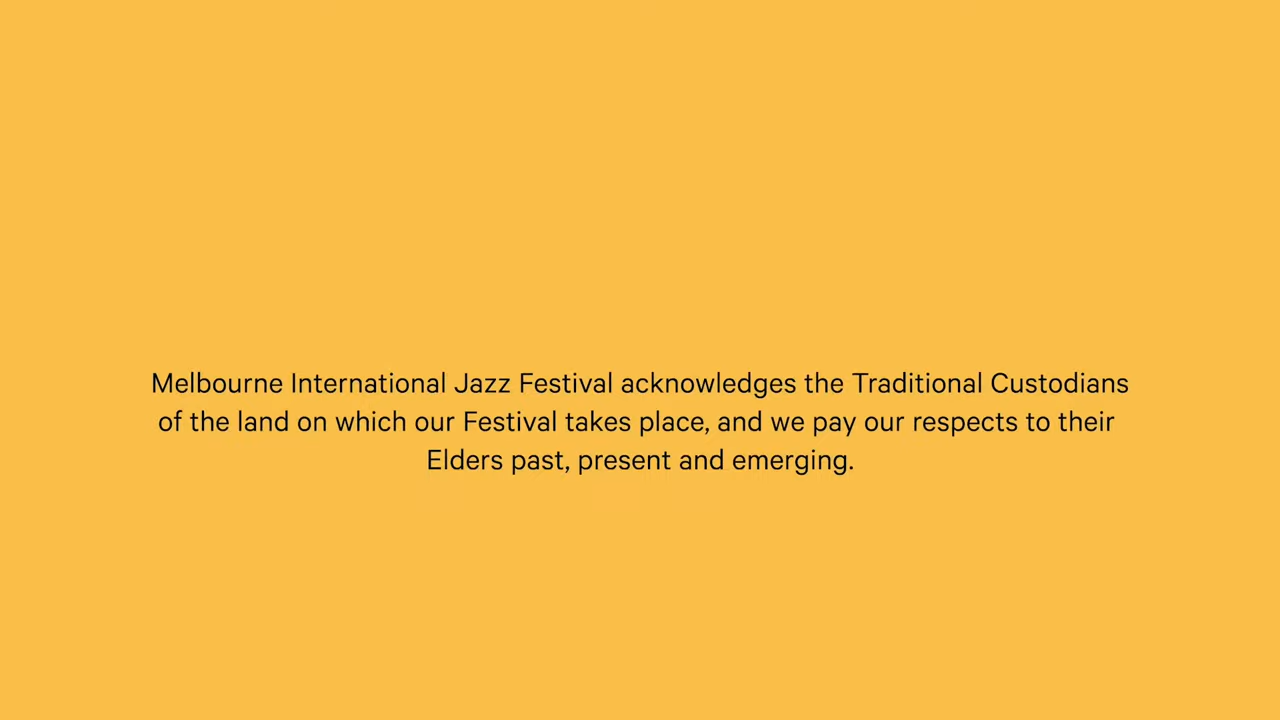 Melbourne International Jazz Festival acknowledges the Traditional Custodians
of the land on which our Festival takes place, and we pay our respects to their
Elders past, present and emerging.